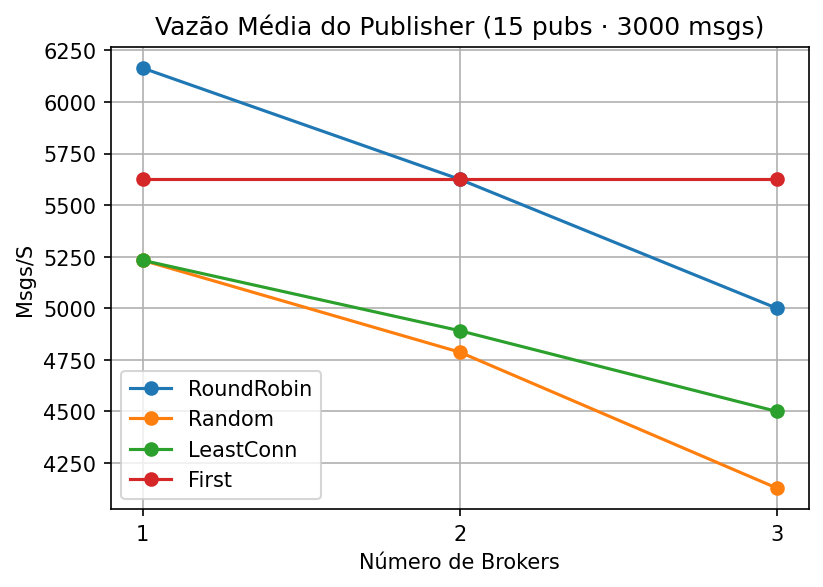 Vazão Média do Publisher (15 pubs · 3000 msgs)
6250
6000
5750
5500
5250
5000
4750
4500
4250
Msgs/S
RoundRobin
Random
LeastConn
First
1
2
3
Número de Brokers